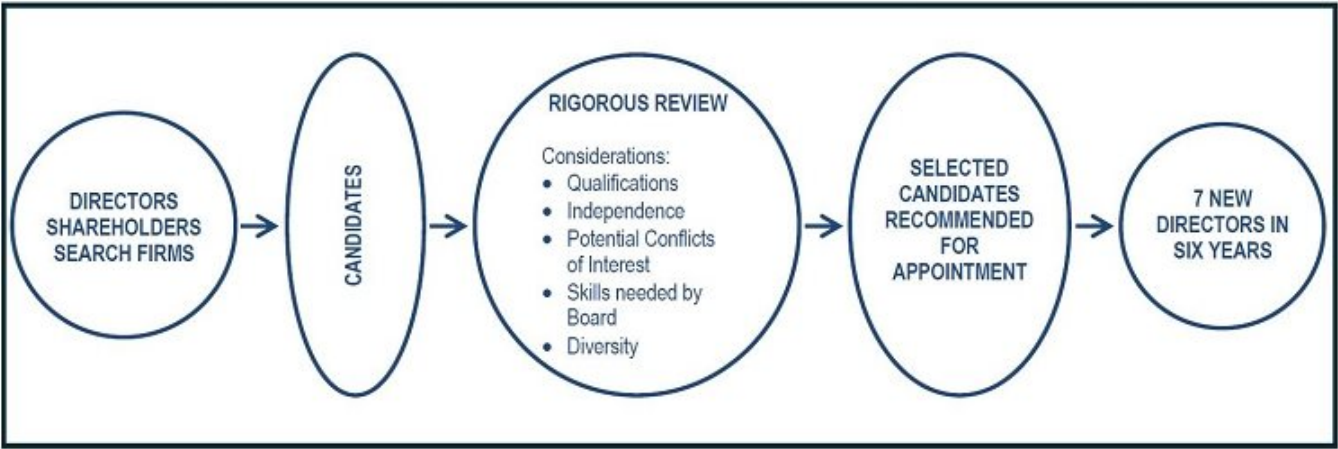 DIRECTORS
SHAREHOLDERS
SEARCH FIRMS
CANDIDATES
RIGOROUS REVIEW
Considerations:
• Qualifications
• Independence
• Potential Conflicts
of Interest
• Skills needed by
Board
• Diversity
SELECTED
CANDIDATES
RECOMMENDED
FOR
APPOINTMENT
7 NEW
DIRECTORS IN
SIX YEARS